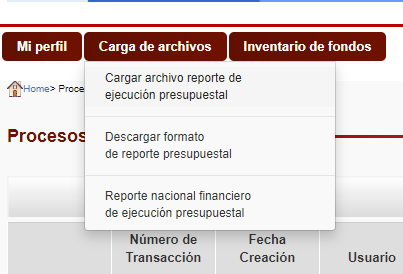 Mi perfil
Carga de archivos
Inventario de fondos
Cargar archivo reporte de
ejecución presupuestal
Home> Proce
Descargar formato
de reporte presupuestal
Procesos
Reporte nacional financiero
de ejecución presupuestal
Número de
Transacción
Fecha
Creación
Usuario